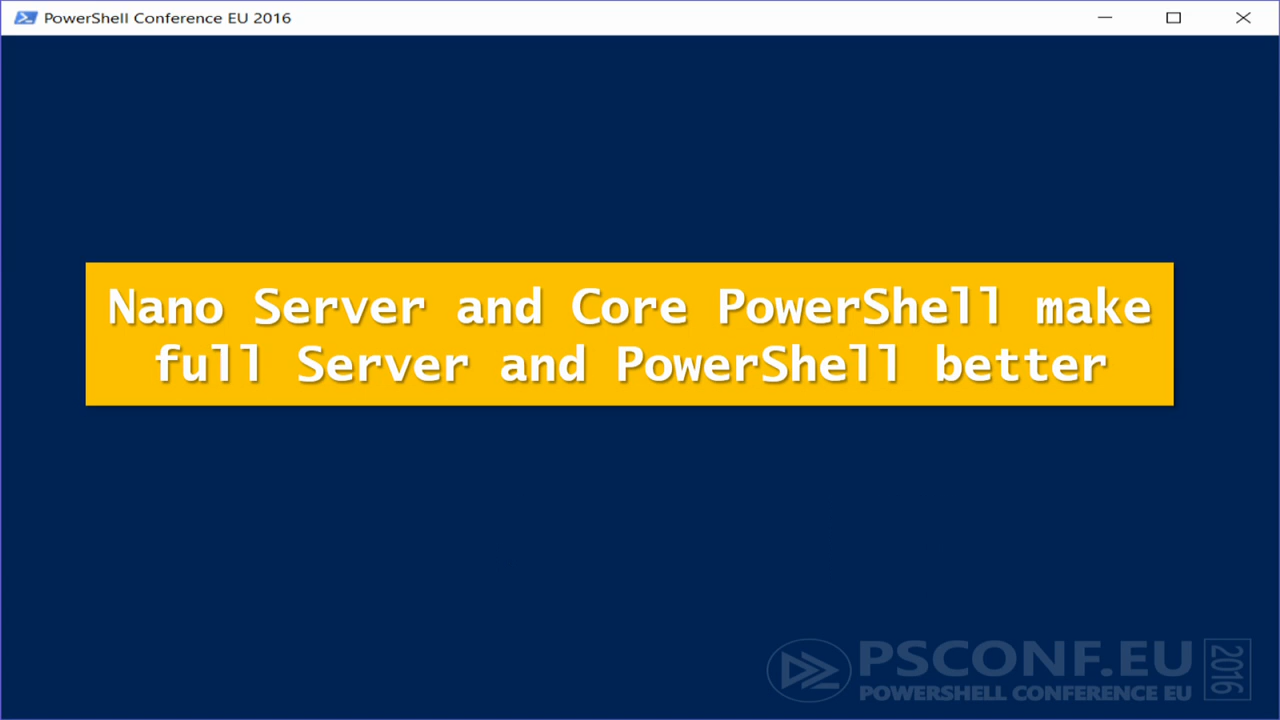 PowerShell Conference EU 2016
Nano Server and Core PowerShell make
full Server and PowerShell better
PSCONF.EU
POWERSHELL CONFERENCE EU
2016